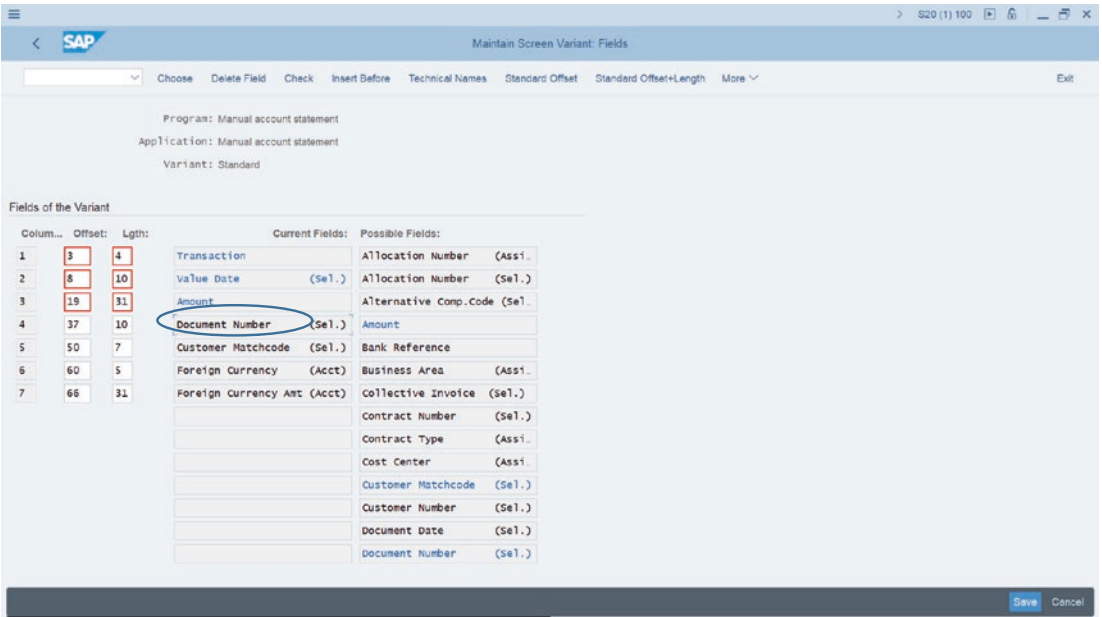 S20 (1) 100
SAP
Maintain Screen Variant: Fields
Choose Delete Field Check Insert Before Technical Names Standard Offset Standard Offset+Length More Exit
Program: Manual account statement
Application: Manual account statement
Variant: Standard
Fields of the Variant
Colum... Offset: Lgth: Current Fields: Possible Fields:
1 3 4 Transaction Allocation Number (Assi…
2 8 10 Value Date (Sel.) Allocation Number (Sel.)
3 19 31 Amount Alternative Comp.Code (Sel…
4 37 10 Document Number (Sel.) Amount
5 50 7 Customer Matchcode (Sel.) Bank Reference
6 60 5 Foreign Currency (Acct) Business Area (Assi…
7 66 31 Foreign Currency Amt (Acct) Collective Invoice (Sel.)
Contract Number (Sel.)
Contract Type (Assi…
Cost Center (Assi…
Customer Matchcode (Sel.)
Customer Number (Sel.)
Document Date (Sel.)
Document Number (Sel.)
Save Cancel